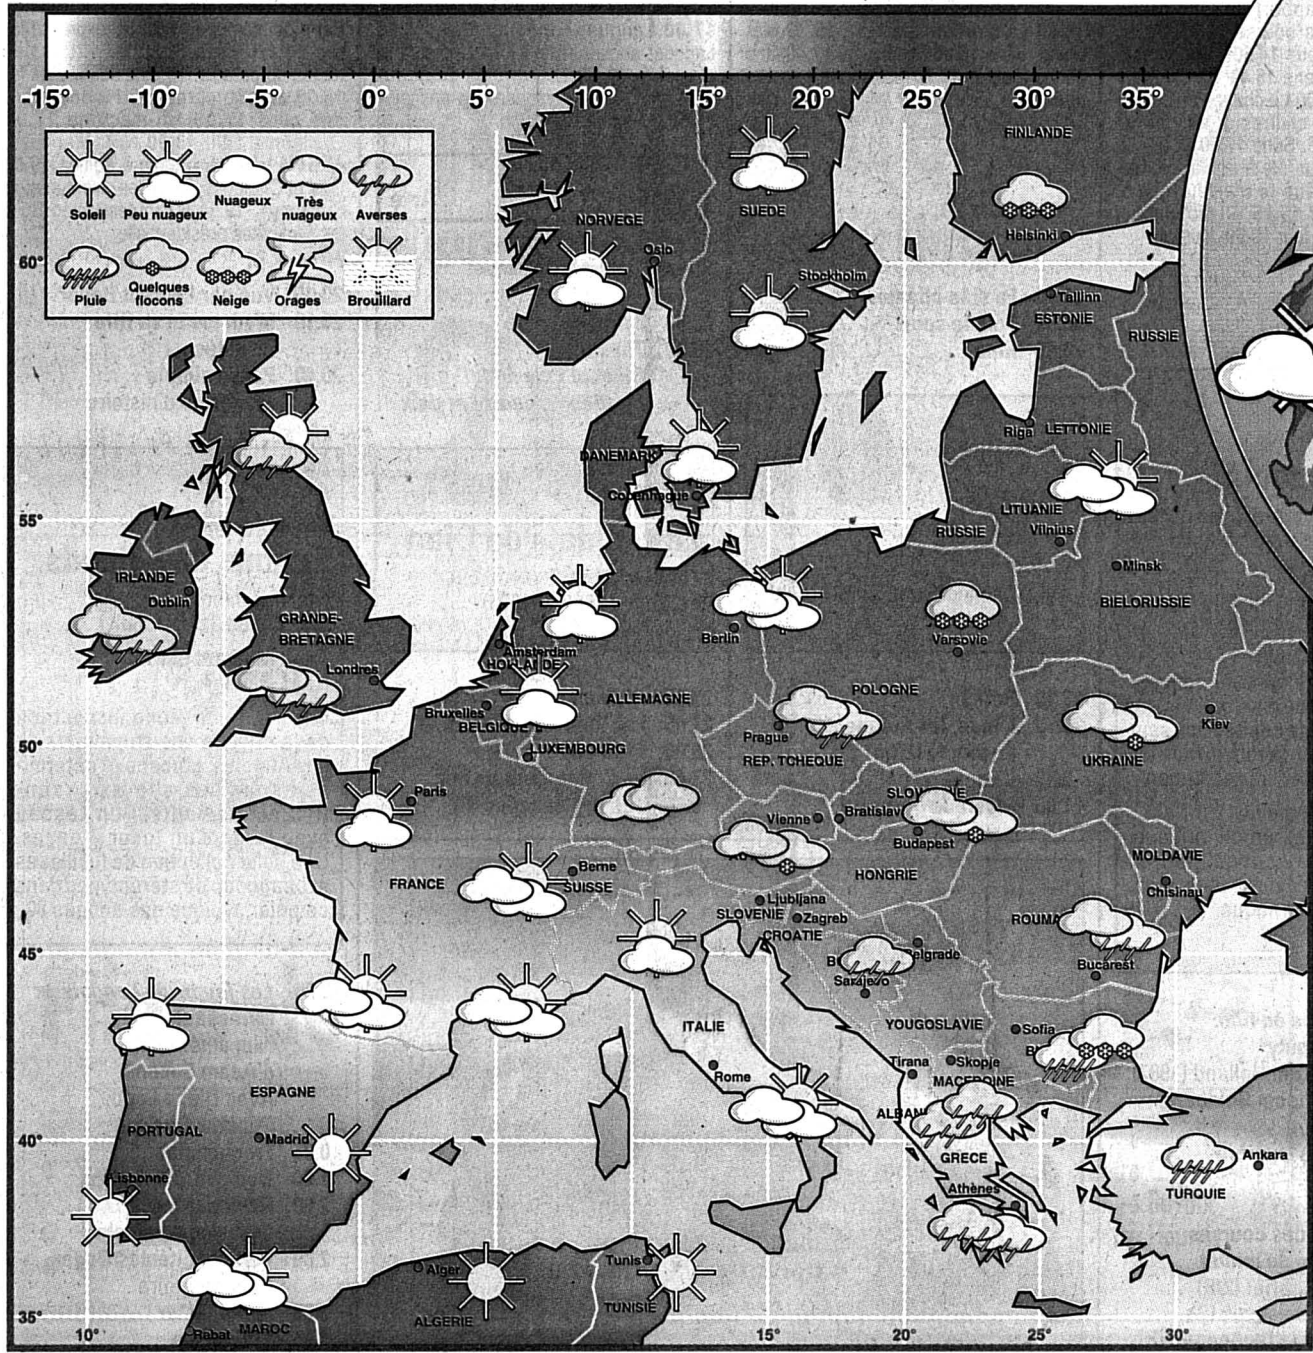 -15° -10° -5° 0° 5° 10° 15° 20° 25° 30° 35°
Soleil
Peu nuageux
Nuageux
Très
nuageux
Averses
Pluie
Quelques
flocons
Neige
Orages
Brouillard
FINLANDE
SUEDE
NORVEGE
Helsinki
Oslo
60°
Stockholm
Tallinn
ESTONIE
RUSSIE
Riga
LETTONIE
DANEMARK
Copenhague
LITUANIE
55°
RUSSIE
Vilnius
Minsk
IRLANDE
Dublin
BIELORUSSIE
GRANDE-
BRETAGNE
Berlin
Varsovie
Amsterdam
HOLLANDE
Londres
POLOGNE
ALLEMAGNE
Bruxelles
BELGIQUE
Kiev
Prague
50°
LUXEMBOURG
REP. TCHEQUE
UKRAINE
Paris
Vienne
Budapest
MOLDAVIE
Berne
FRANCE
SUISSE
HONGRIE
Chisinau
Ljubljana
SLOVENIE
Zagreb
CROATIE
45°
Bucarest
Sarajevo
ITALIE
YOUGOSLAVIE
Sofia
Tirana
Skopje
Rome
MACEDOINE
ESPAGNE
PORTUGAL
40°
Madrid
GRECE
Ankara
Lisbonne
Athènes
TURQUIE
Tunis
Alger
TUNISIE
35°
ALGERIE
MAROC
Rabat
10° 15° 20° 25° 30°